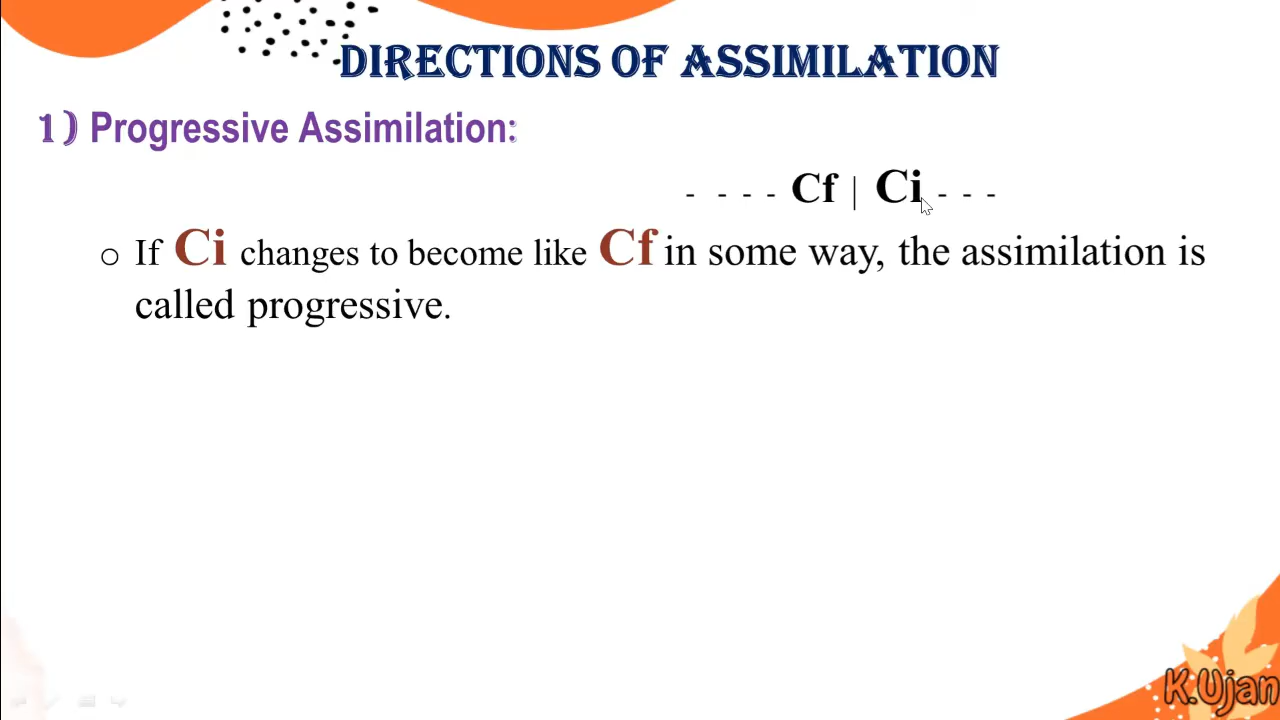 DIRECTIONS OF ASSIMILATION
1) Progressive Assimilation:
- - - - Cf | Ci - - -
o If Ci changes to become like Cf in some way, the assimilation is
called progressive.
K.Ujan